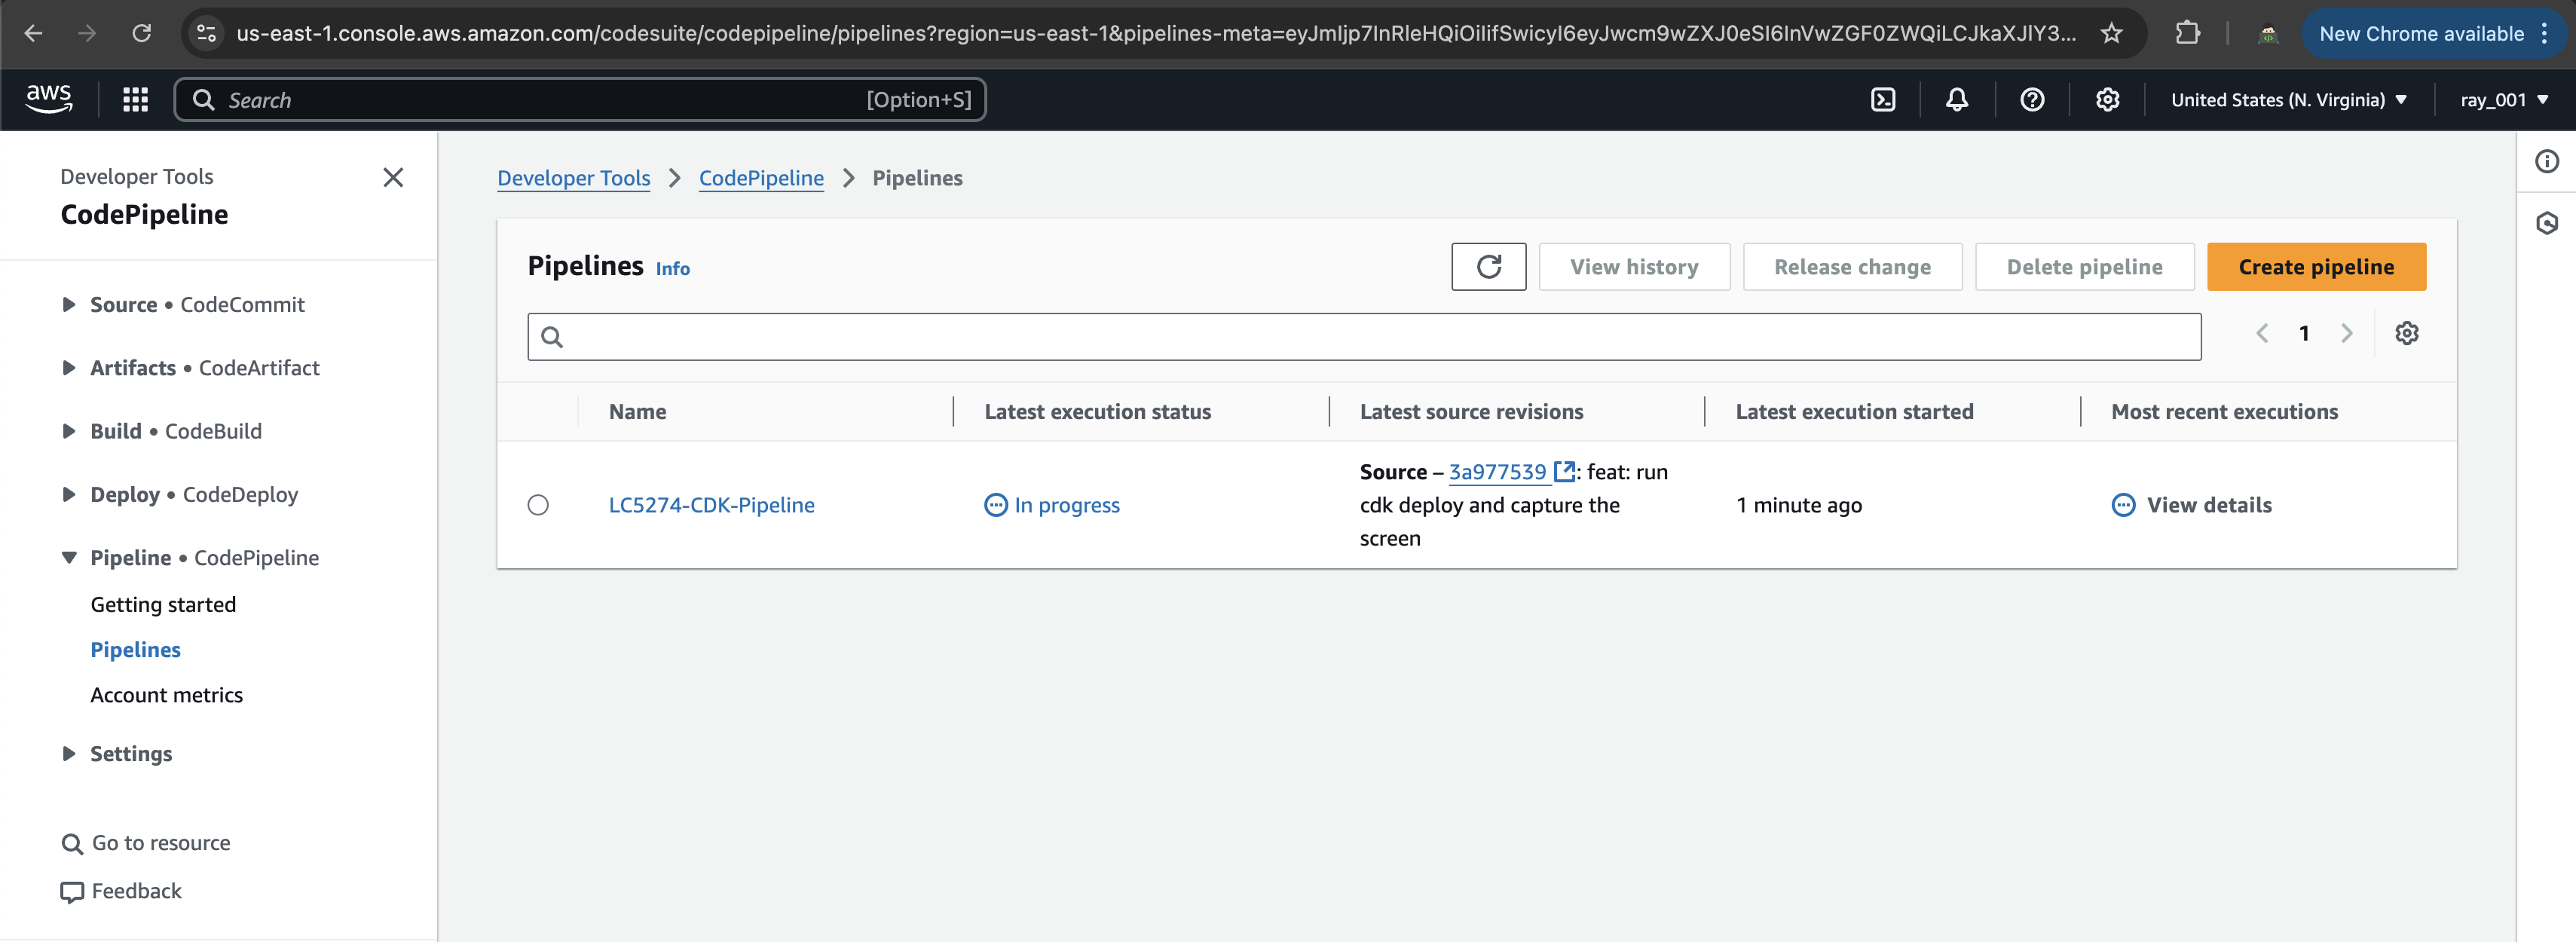 us-east-1.console.aws.amazon.com/codesuite/codepipeline/pipelines?region=us-east-1&pipelines-meta=eyJmIjp7InRleHQiOiIifSwicyI6eyJwcm9wZXJ0eSI6InVwZGF0ZWQiLCJkaXJlY3...
New Chrome available
aws
Search
[Option+S]
United States (N. Virginia)
ray_001
Developer Tools
CodePipeline
Source • CodeCommit
Artifacts • CodeArtifact
Build • CodeBuild
Deploy • CodeDeploy
Pipeline • CodePipeline
Getting started
Pipelines
Account metrics
Settings
Go to resource
Feedback
Developer Tools
CodePipeline
Pipelines
Pipelines Info
View history
Release change
Delete pipeline
Create pipeline
1
Name
Latest execution status
Latest source revisions
Latest execution started
Most recent executions
LC5274-CDK-Pipeline
In progress
Source – 3a977539 : feat: run
cdk deploy and capture the
screen
1 minute ago
View details